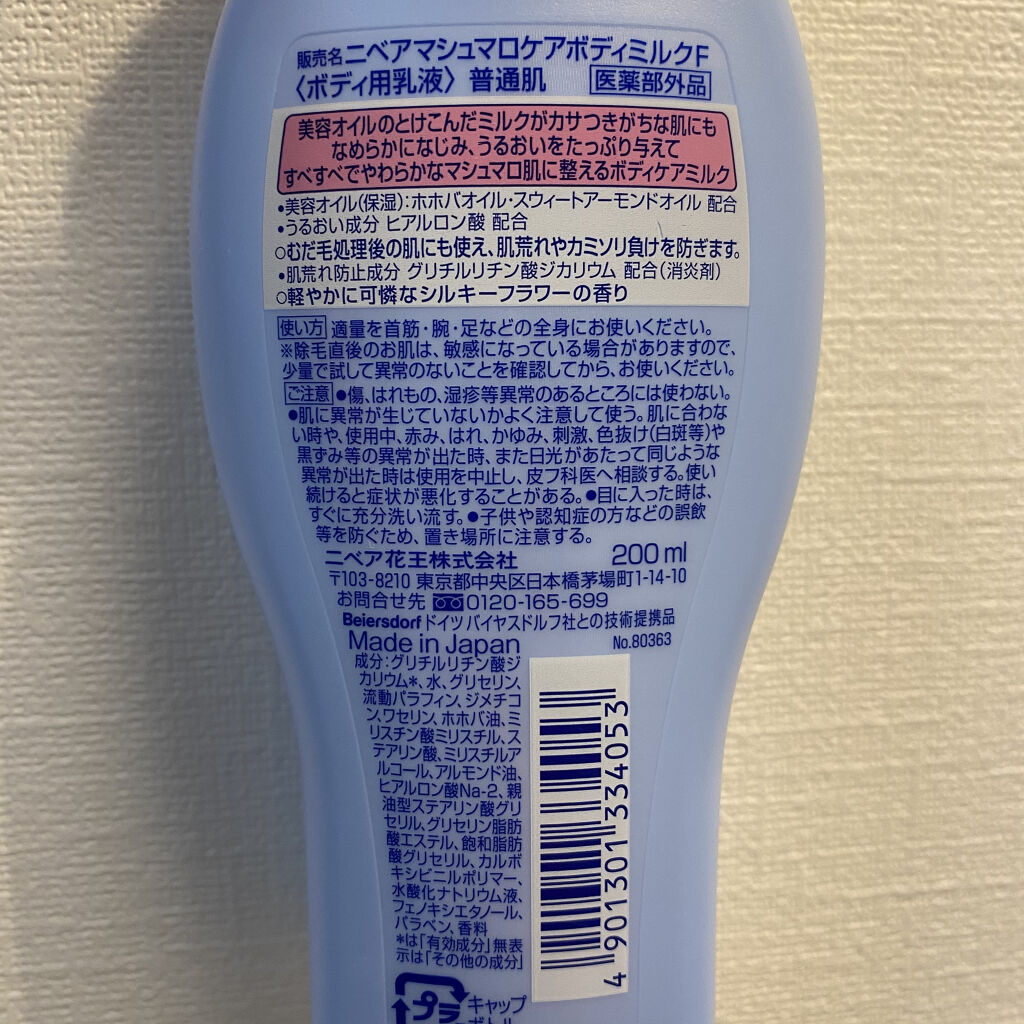 販売名 ニベアマシュマロケアボディミルクF
〈ボディ用乳液〉 普通肌 医薬部外品
美容オイルのとけこんだミルクがカサつきがちな肌にも
なめらかになじみ、うるおいをたっぷり与えて
すべすべでやわらかなマシュマロ肌に整えるボディケアミルク
•美容オイル(保湿):ホホバオイル・スウィートアーモンドオイル 配合
•うるおい成分 ヒアルロン酸 配合
○むだ毛処理後の肌にも使え、肌荒れやカミソリ負けを防ぎます。
•肌荒れ防止成分 グリチルリチン酸ジカリウム 配合(消炎剤)
○軽やかに可憐なシルキーフラワーの香り
使い方 適量を首筋・腕・足などの全身にお使いください。
※除毛直後のお肌は、敏感になっている場合がありますので、
少量で試して異常のないことを確認してから、お使いください。
ご注意 ●傷、はれもの、湿疹等異常のあるところには使わない。
●肌に異常が生じていないかよく注意して使う。肌に合わな
い時や、使用中、赤み、はれ、かゆみ、刺激、色抜け(白斑等)や
黒ずみ等の異常が出た時、また日光があたって同じような
異常が出た時は使用を中止し、皮フ科医へ相談する。使い
続けると症状が悪化することがある。●目に入った時は、
すぐに充分洗い流す。●子供や認知症の方などの誤飲
等を防ぐため、置き場所に注意する。
ニベア花王株式会社 200ml
〒103-8210 東京都中央区日本橋茅場町1-14-10
お問合せ先 0120-165-699
Beiersdorf ドイツ バイヤスドルフ社との技術提携品
Made in Japan No.80363
成分:グリチルリチン酸ジ
カリウム*、水、グリセリン、
流動パラフィン、ジメチコ
ン、ワセリン、ホホバ油、ミ
リスチン酸ミリスチル、ス
テアリン酸、ミリスチルア
ルコール、アルモンド油、
ヒアルロン酸Na-2、親
油型ステアリン酸グリ
セリル、グリセリン脂肪
酸エステル、飽和脂肪
酸グリセリル、カルボ
キシビニルポリマー、
水酸化ナトリウム液、
フェノキシエタノール、
パラベン、香料
*は「有効成分」無表
示は「その他の成分」
4 901301 334053
プラ キャップ
ボトル